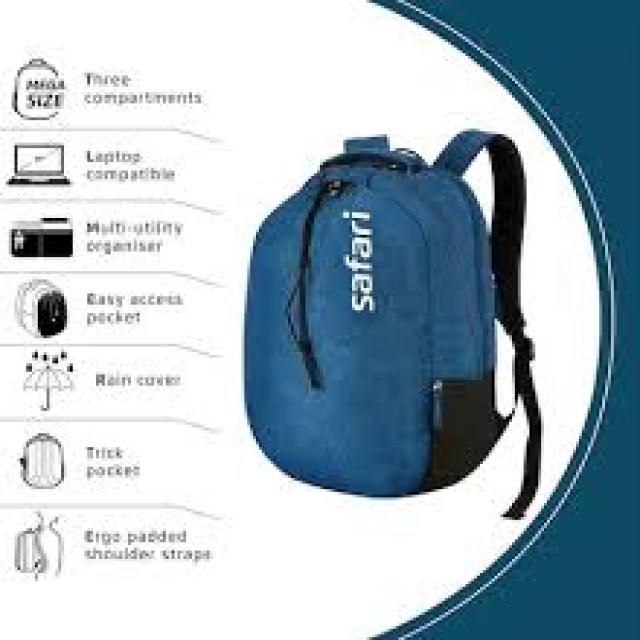 MEGA
SIZE
Three
compartments
Laptop
compatible
Multi-utility
organiser
Easy access
pocket
Rain cover
Trick
pocket
Ergo padded
shoulder straps
safari